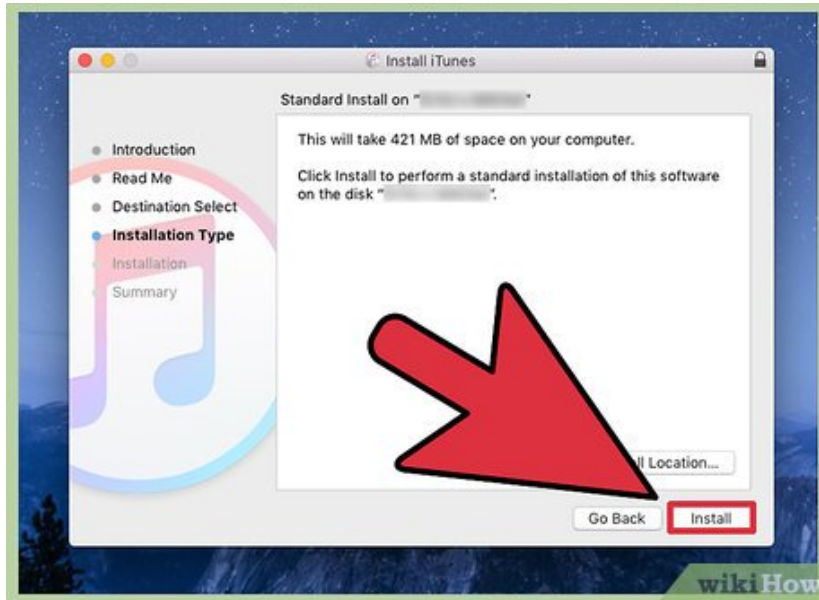 Install iTunes
Standard Install on "
Introduction
Read Me
Destination Select
Installation Type
Installation
Summary
This will take 421 MB of space on your computer.
Click Install to perform a standard installation of this software
on the disk "
".
Location...
Go Back
Install
wikiHow